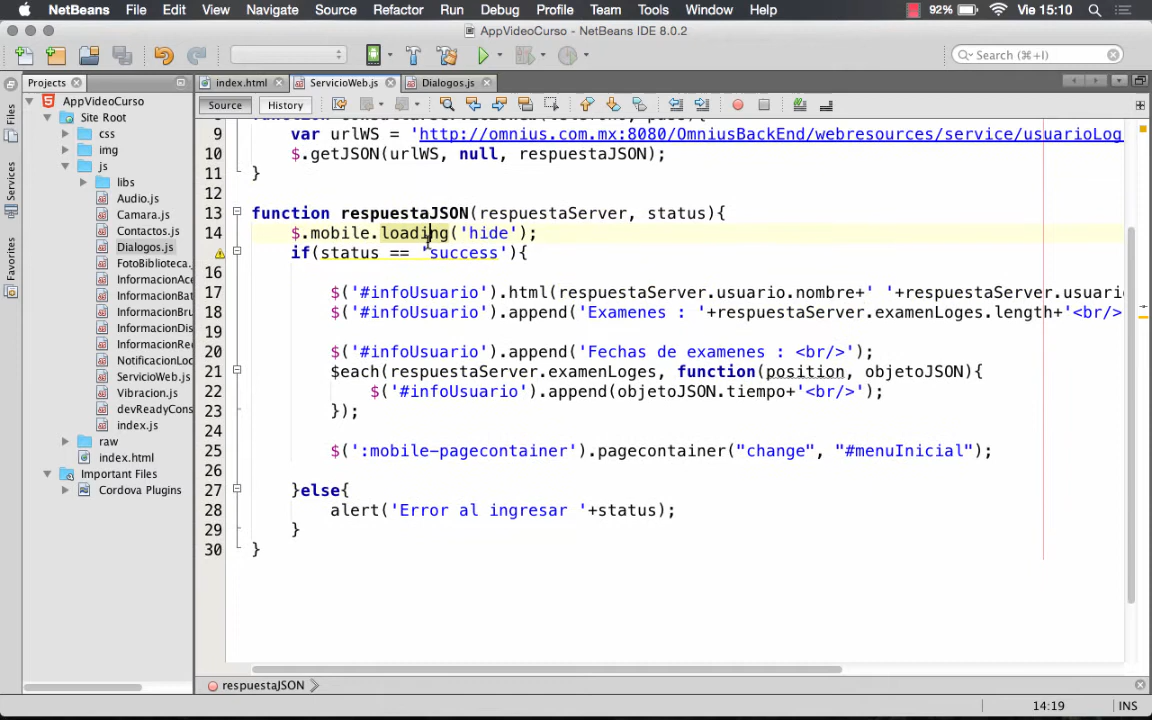 NetBeans File Edit View Navigate Source Refactor Run Debug Profile Team Tools Window Help 92% Vie 15:10
AppVideoCurso - NetBeans IDE 8.0.2
Search (⌘+I)
Projects index.html ServicioWeb.js Dialogos.js
Source History
Files
Services
Favorites
AppVideoCurso
Site Root
css
img
js
libs
Audio.js
Camara.js
Contactos.js
Dialogos.js
FotoBiblioteca.
InformacionAce
InformacionBat
InformacionBru
InformacionDis
InformacionRe
NotificacionLoc
ServicioWeb.js
Vibracion.js
devReadyCons
index.js
raw
index.html
Important Files
Cordova Plugins
9 var urlWS = 'http://omnius.com.mx:8080/OmniusBackEnd/webresources/service/usuarioLog
10 $.getJSON(urlWS, null, respuestaJSON);
11 }
12
13 function respuestaJSON(respuestaServer, status){
14 $.mobile.loading('hide');
if(status == 'success'){
16
17 $('#infoUsuario').html(respuestaServer.usuario.nombre+' '+respuestaServer.usuari
18 $('#infoUsuario').append('Examenes : '+respuestaServer.examenLoges.length+'<br/>
19
20 $('#infoUsuario').append('Fechas de examenes : <br/>');
21 $each(respuestaServer.examenLoges, function(position, objetoJSON){
22 $('#infoUsuario').append(objetoJSON.tiempo+'<br/>');
23 });
24
25 $(':mobile-pagecontainer').pagecontainer("change", "#menuInicial");
26
27 }else{
28 alert('Error al ingresar '+status);
29 }
30 }
respuestaJSON
14:19 INS